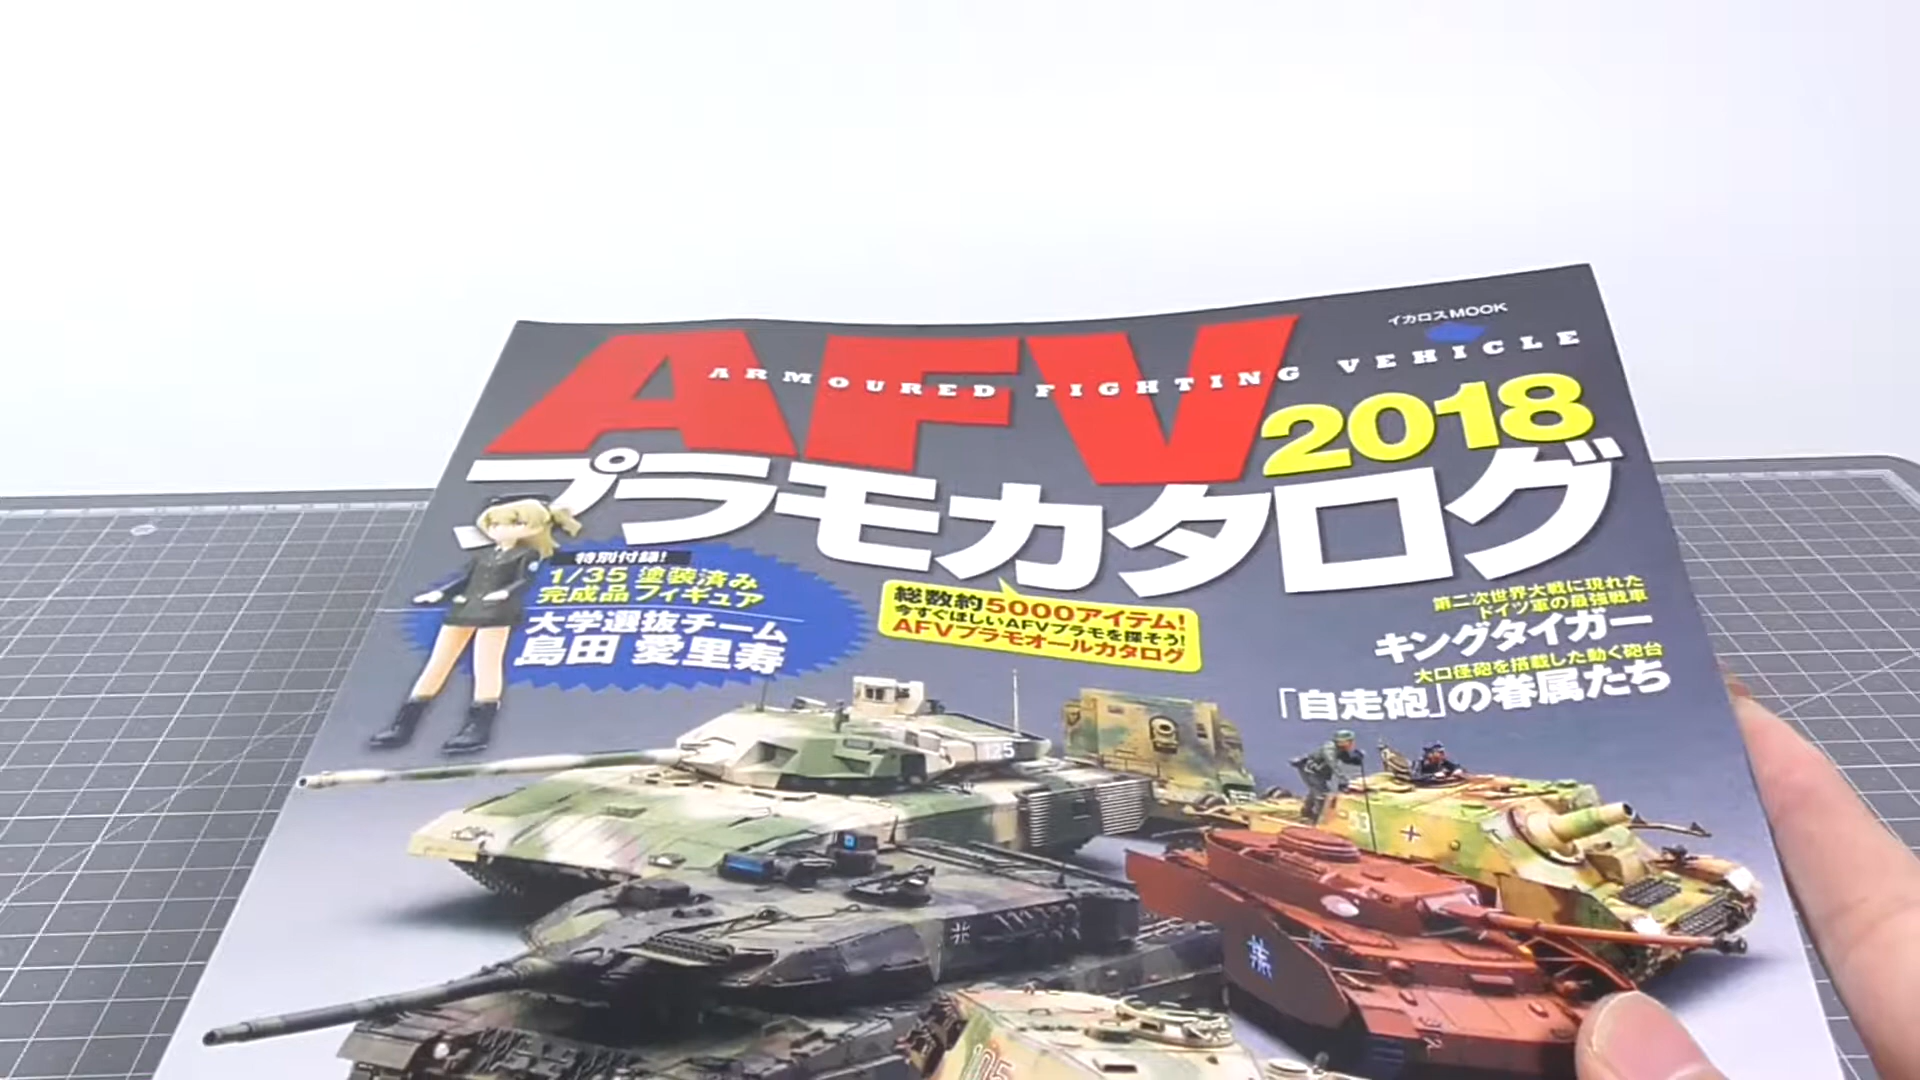 イカロスMOOK
AFV
ARMOURED FIGHTING VEHICLE
2018
プラモカタログ
特別付録!
1/35 塗装済み
完成品フィギュア
大学選抜チーム
島田 愛里寿
総数約5000アイテム!
今すぐほしいAFVプラモを探そう!
AFVプラモオールカタログ
第二次世界大戦に現れた
ドイツ軍の最強戦車
キングタイガー
大口径砲を搭載した動く砲台
「自走砲」の眷属たち
125
53
105